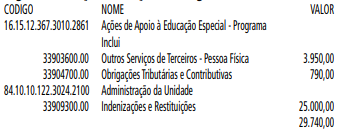 CODIGO NOME VALOR
16.15.12.367.3010.2861 Ações de Apoio à Educação Especial - Programa
Inclui
33903600.00 Outros Serviços de Terceiros - Pessoa Física 3.950,00
33904700.00 Obrigações Tributárias e Contributivas 790,00
84.10.10.122.3024.2100 Administração da Unidade
33909300.00 Indenizações e Restituições 25.000,00
29.740,00